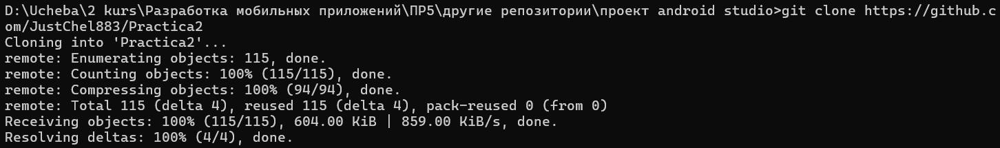 D:\Ucheba\2 kurs\Разработка мобильных приложений\ПР5\другие репозитории\проект android studio>git clone https://github.c
om/JustChel883/Practica2
Cloning into 'Practica2'...
remote: Enumerating objects: 115, done.
remote: Counting objects: 100% (115/115), done.
remote: Compressing objects: 100% (94/94), done.
remote: Total 115 (delta 4), reused 115 (delta 4), pack-reused 0 (from 0)
Receiving objects: 100% (115/115), 604.00 KiB | 859.00 KiB/s, done.
Resolving deltas: 100% (4/4), done.